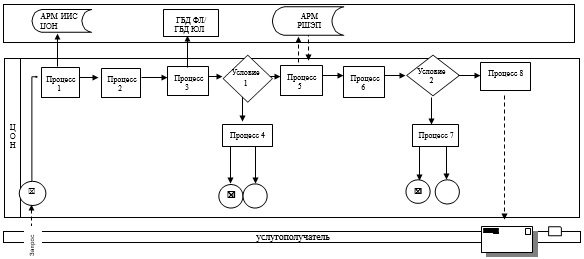 АРМ ИИС
ЦОН
ГБД ФЛ/
ГБД ЮЛ
АРМ
РШЭП
ЦОН
Процесс
1
Процесс
2
Процесс
3
Условие
1
Процесс
5
Процесс
6
Условие
2
Процесс 8
Процесс 4
Процесс 7
Запрос
услугополучатель